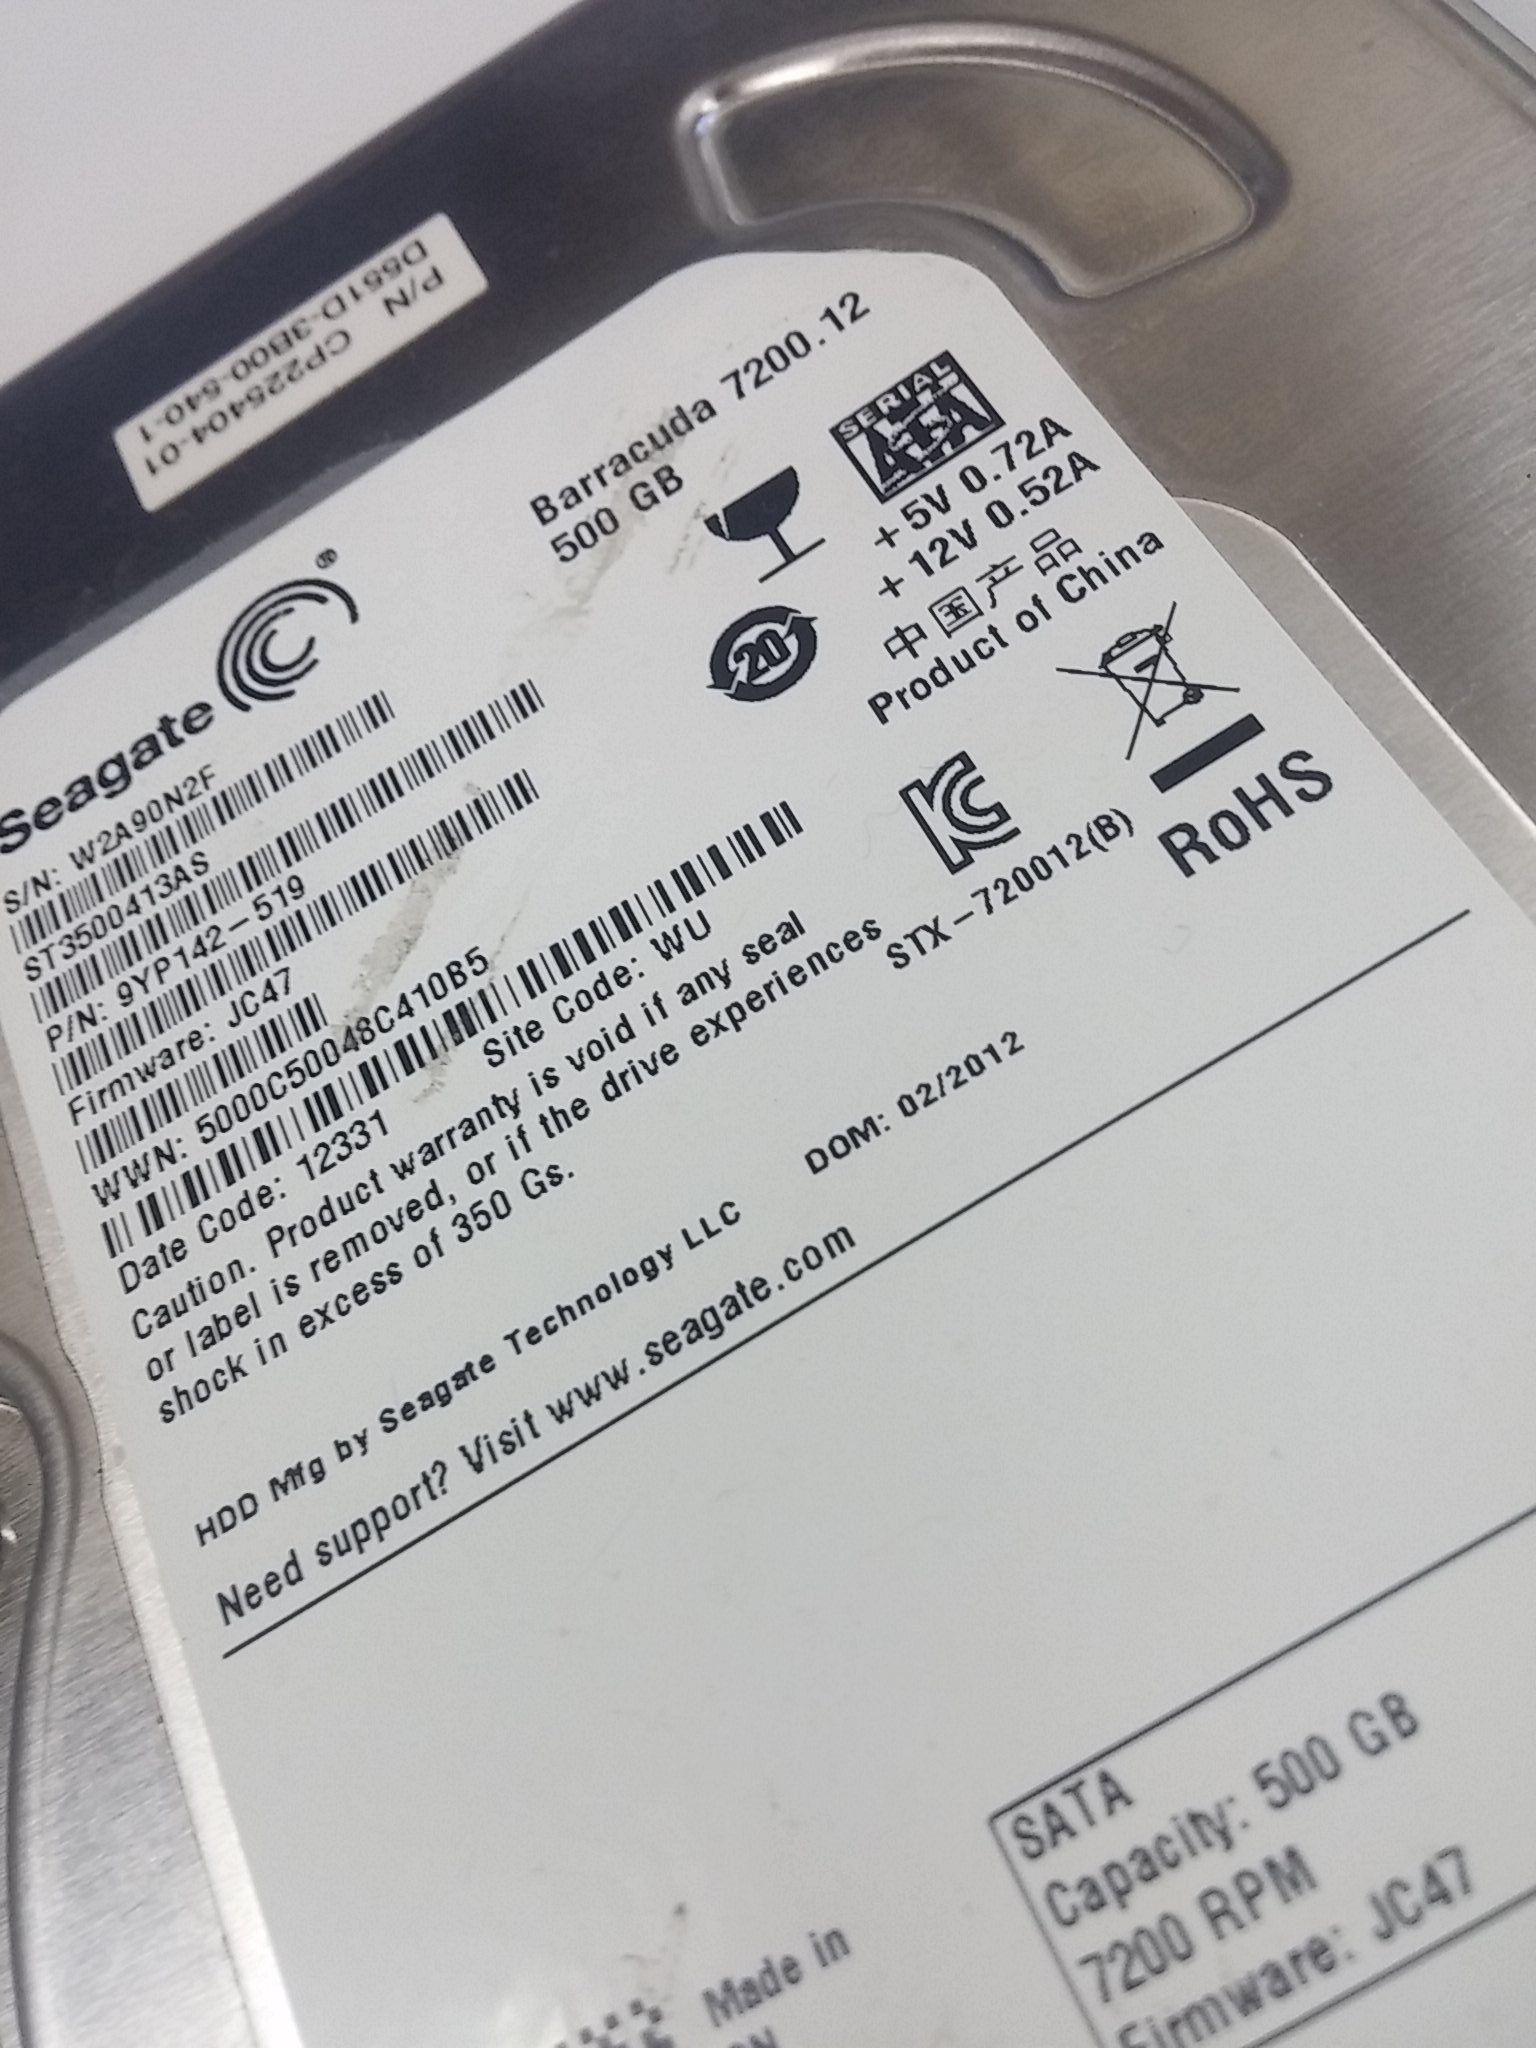 P/N CP225404-01
D551D-3B00-540-1
Seagate®
Barracuda 7200.12
500 GB
SERIAL
ATA
+5V 0.72A
+12V 0.52A
中国产品
Product of China
20
S/N: W2A90N2F
ST3500413AS
P/N: 9YP142-519
Firmware: JC47
WWN: 5000C50048C410B5
Date Code: 12331 Site Code: WU
Caution. Product warranty is void if any seal
or label is removed, or if the drive experiences
shock in excess of 350 Gs.
STX-720012(B)
RoHS
HDD Mfg by Seagate Technology LLC DOM: 02/2012
Need support? Visit www.seagate.com
SATA
Capacity: 500 GB
7200 RPM
Firmware: JC47
Made in